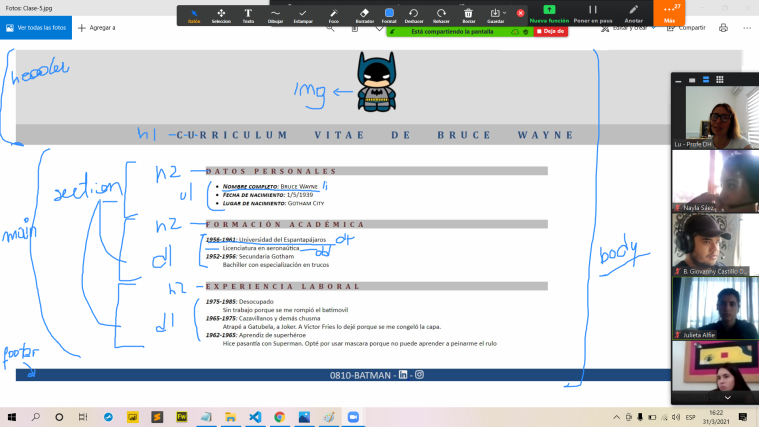 Fotos: Clase-5.jpg
Ratón
Selección
Texto
Dibujar
Estampar
Foco
Borrador
Format
Deshacer
Rehacer
Borrar
Guardar
Nueva función
Poner en paus
Anotar
27
Más
Ver todas las fotos
Agregar a
Está compartiendo la pantalla
Deja de
Editar y crear
Compartir
header
img
h1
CURRICULUM VITAE DE BRUCE WAYNE
h2
DATOS PERSONALES
section
ul
NOMBRE COMPLETO: BRUCE WAYNE
li
FECHA DE NACIMIENTO: 1/5/1939
LUGAR DE NACIMIENTO: GOTHAM CITY
main
h2
FORMACIÓN ACADÉMICA
dl
1956-1961: Universidad del Espantapájaros
dt
Licenciatura en aeronaútica
dd
1952-1956: Secundaria Gotham
Bachiller con especialización en trucos
body
h2
EXPERIENCIA LABORAL
dl
1975-1985: Desocupado
Sin trabajo porque se me rompió el batimovil
1965-1975: Cazavillanos y demás chusma
Atrapé a Gatubela, a Joker. A Víctor Fries lo dejé porque se me congeló la capa.
1962-1965: Aprendiz de superhéroe
Hice pasantía con Superman. Opté por usar mascara porque no puede aprender a peinarme el rulo
footer
0810-BATMAN - in -
Lu - Profe DH
Nayla Sáez
B. Giovanny Castillo D...
Julieta Alfie
ESP
16:22
31/3/2021